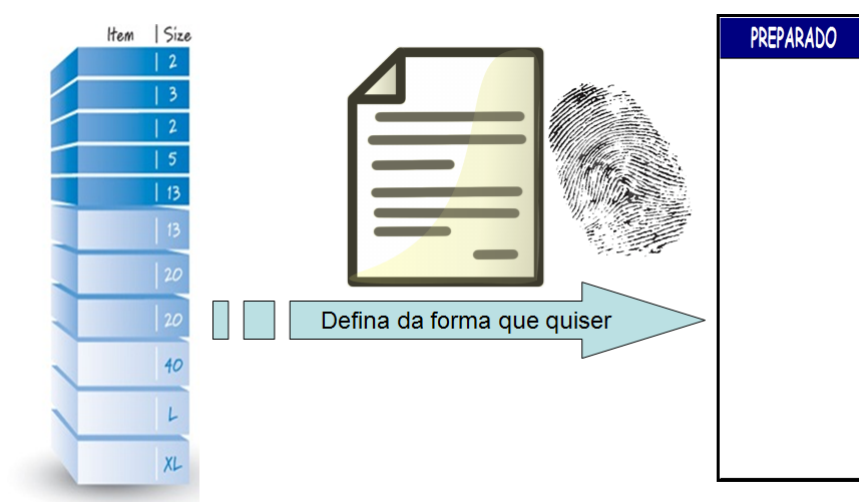 Item | Size
2
3
2
5
13
13
20
20
40
L
XL
Defina da forma que quiser
PREPARADO